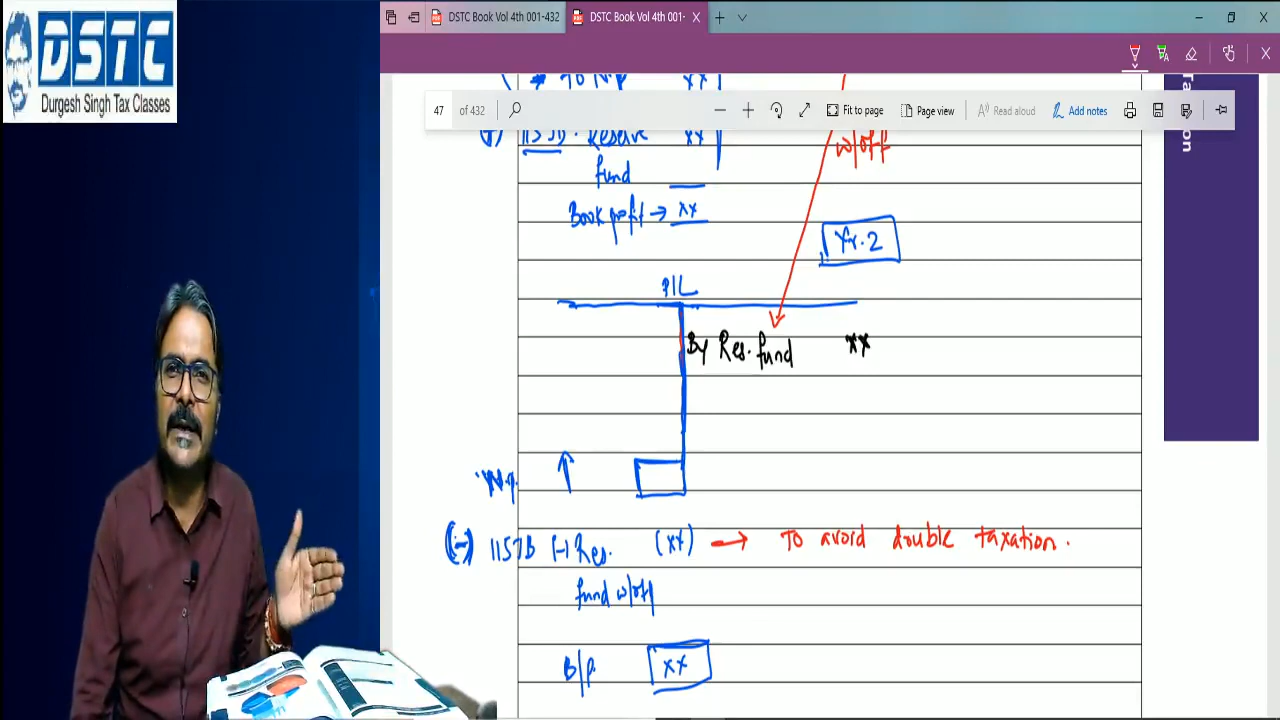 DSTC
Durgesh Singh Tax Classes
DSTC Book Vol 4th 001-432
DSTC Book Vol 4th 001-
47 of 432
Fit to page
Page view
Read aloud
Add notes
→ To N.P xx
115JB. Reserve xx
fund
Book profit → xx
w/off
Yr. 2
P/L
By Res. fund xx
N.P.
(-) 115JB (-) Res. (xx) → To avoid double taxation.
fund w/off
B/P xx